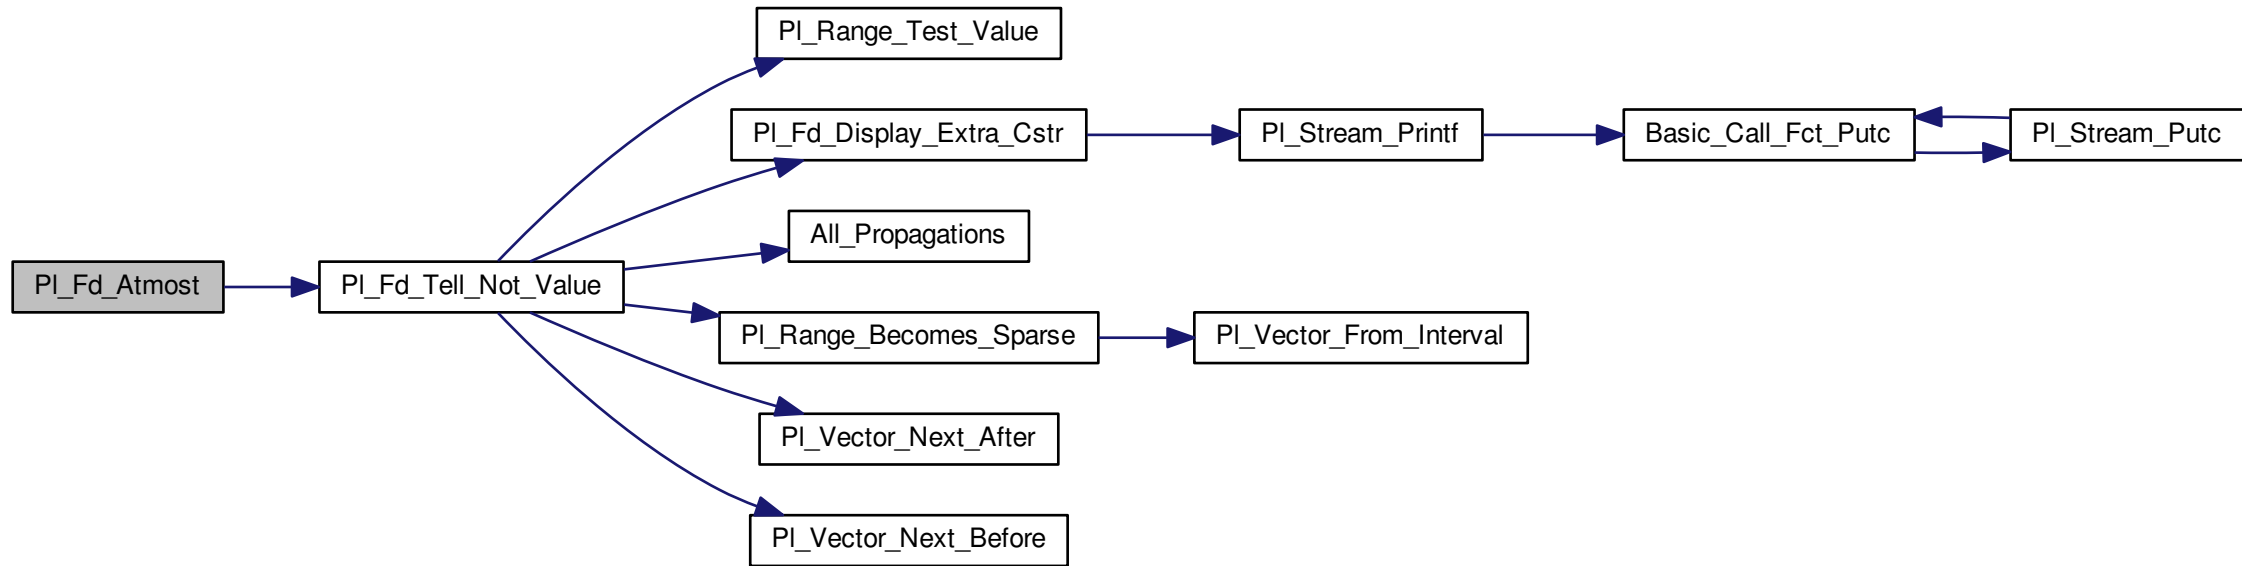 Pl_Range_Test_Value
Pl_Fd_Display_Extra_Cstr
Pl_Stream_Printf
Basic_Call_Fct_Putc
Pl_Stream_Putc
All_Propagations
Pl_Fd_Atmost
Pl_Fd_Tell_Not_Value
Pl_Range_Becomes_Sparse
Pl_Vector_From_Interval
Pl_Vector_Next_After
Pl_Vector_Next_Before